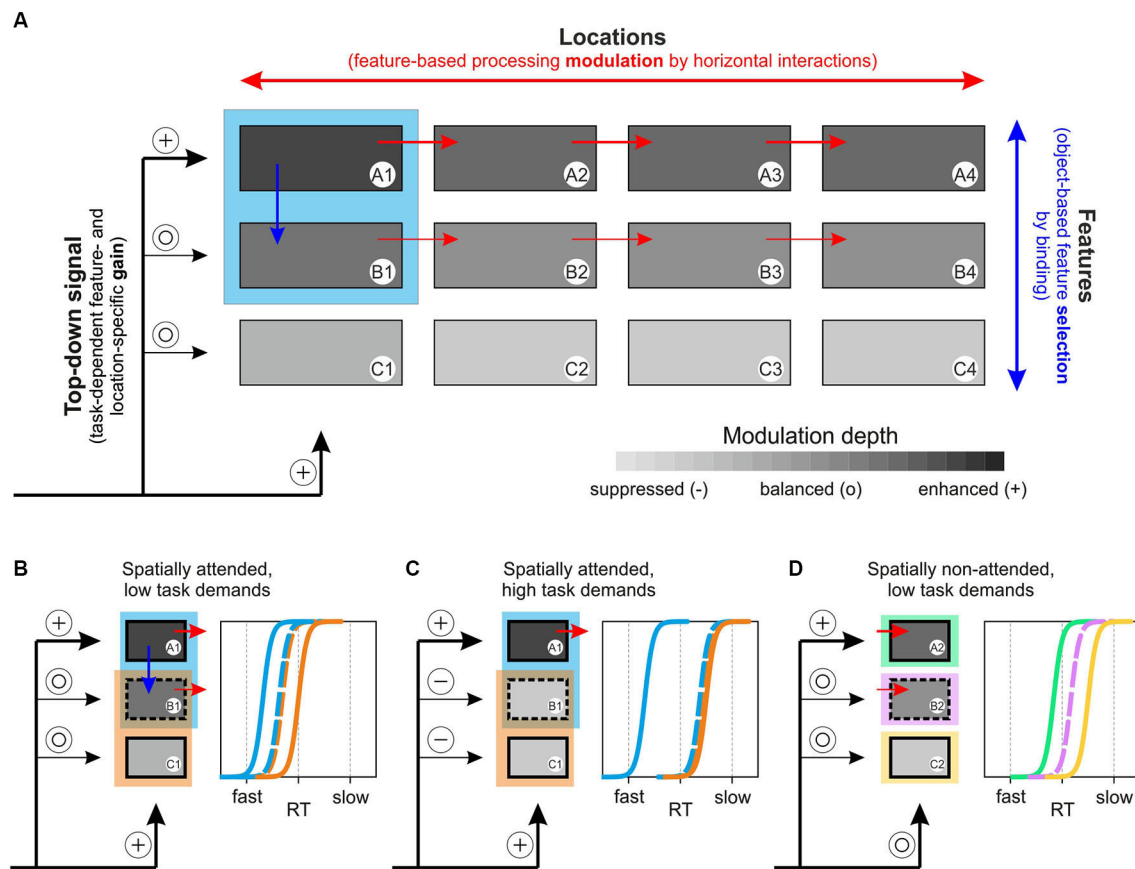 A
Locations
(feature-based processing modulation by horizontal interactions)
+
A1
A2
A3
A4
Top-down signal
(task-dependent feature- and
location-specific gain)
B1
B2
B3
B4
Features
(object-based feature selection
by binding)
C1
C2
C3
C4
+
Modulation depth
suppressed (-) balanced (o) enhanced (+)
B
Spatially attended,
low task demands
+
A1
B1
C1
fast
RT
slow
+
C
Spatially attended,
high task demands
+
A1
−
B1
−
C1
fast
RT
slow
+
D
Spatially non-attended,
low task demands
+
A2
B2
C2
fast
RT
slow